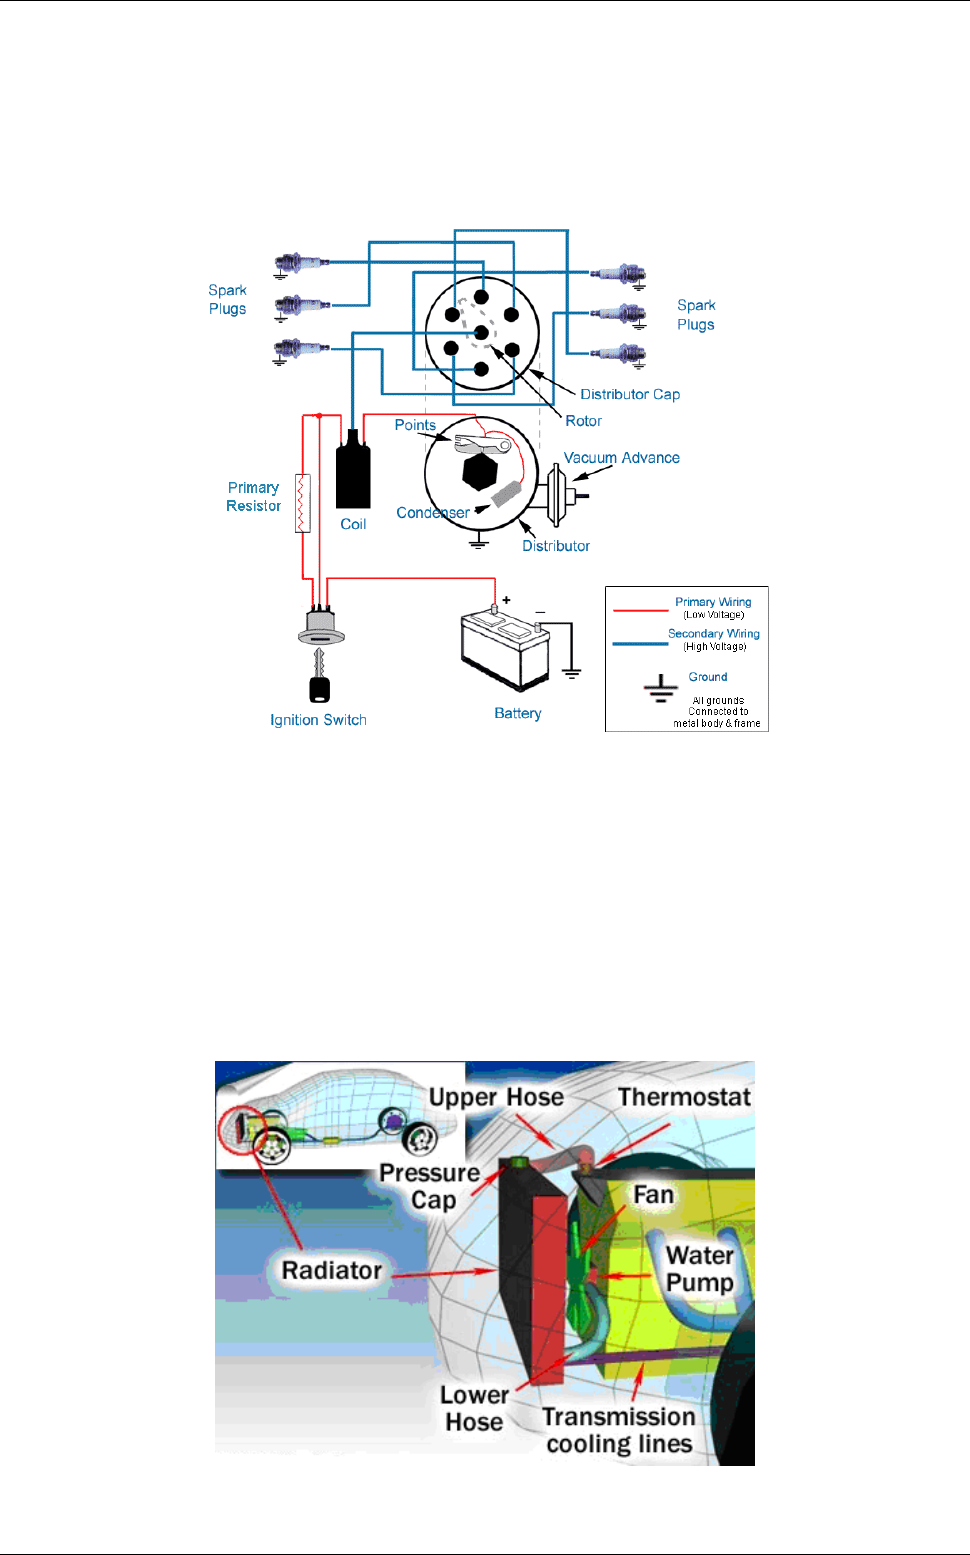 Spark
Plugs
Spark
Plugs
Distributor Cap
Rotor
Points
Vacuum Advance
Primary
Resistor
Coil
Condenser
Distributor
+
–
Ignition Switch
Battery
Primary Wiring
(Low Voltage)
Secondary Wiring
(High Voltage)
Ground
All grounds
Connected to
metal body & frame
Upper Hose
Thermostat
Pressure
Cap
Fan
Radiator
Water
Pump
Lower
Hose
Transmission
cooling lines